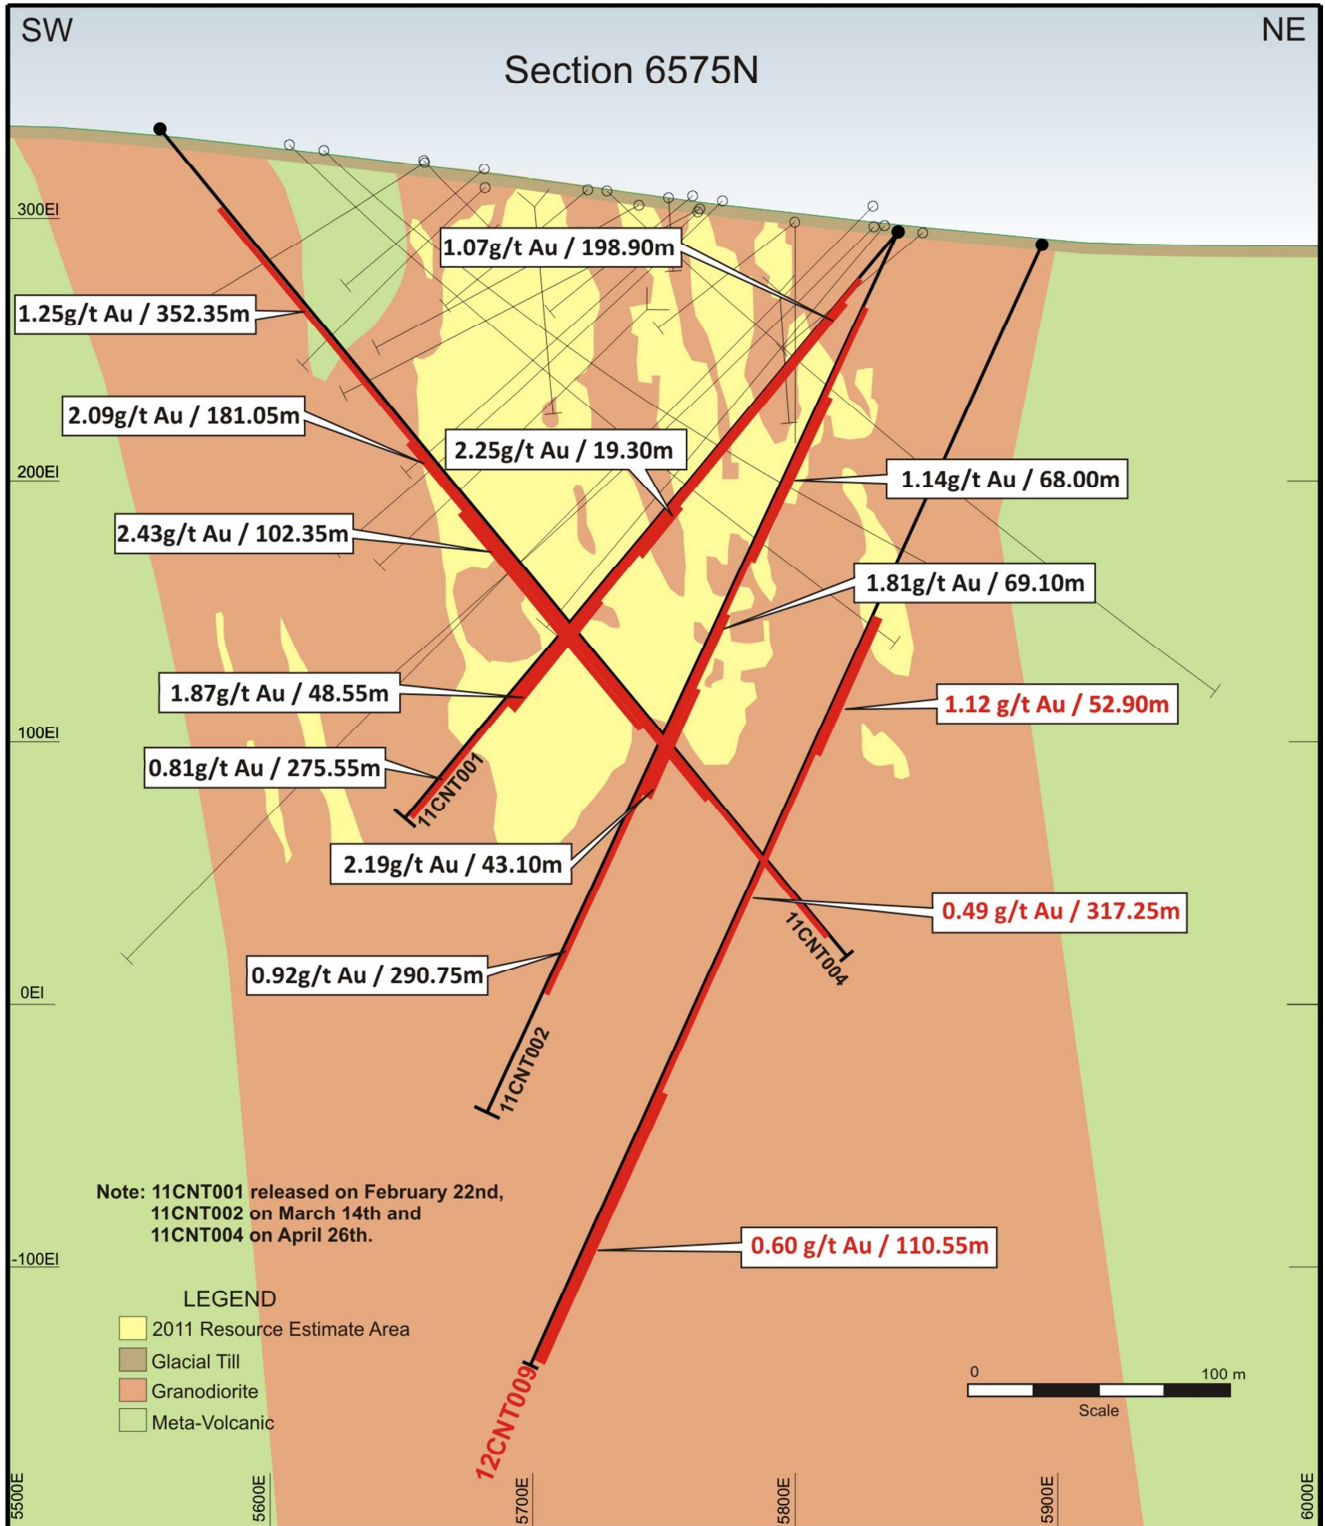 SW
NE
Section 6575N
300El
1.07g/t Au / 198.90m
1.25g/t Au / 352.35m
2.09g/t Au / 181.05m
2.25g/t Au / 19.30m
200El
1.14g/t Au / 68.00m
2.43g/t Au / 102.35m
1.81g/t Au / 69.10m
1.87g/t Au / 48.55m
1.12 g/t Au / 52.90m
100El
0.81g/t Au / 275.55m
11CNT001
2.19g/t Au / 43.10m
0.49 g/t Au / 317.25m
11CNT004
0.92g/t Au / 290.75m
0El
11CNT002
Note: 11CNT001 released on February 22nd,
11CNT002 on March 14th and
11CNT004 on April 26th.
0.60 g/t Au / 110.55m
-100El
LEGEND
2011 Resource Estimate Area
Glacial Till
Granodiorite
Meta-Volcanic
12CNT009
0 100 m
Scale
5500E
5600E
5700E
5800E
5900E
6000E